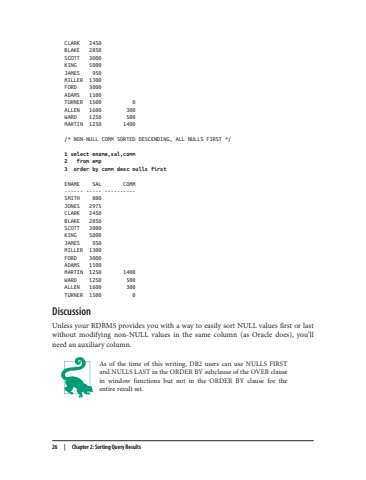 CLARK 2450
BLAKE 2850
SCOTT 3000
KING 5000
JAMES 950
MILLER 1300
FORD 3000
ADAMS 1100
TURNER 1500 0
ALLEN 1600 300
WARD 1250 500
MARTIN 1250 1400
/* NON-NULL COMM SORTED DESCENDING, ALL NULLS FIRST */
1 select ename,sal,comm
2 from emp
3 order by comm desc nulls first
ENAME SAL COMM
------ ----- ----------
SMITH 800
JONES 2975
CLARK 2450
BLAKE 2850
SCOTT 3000
KING 5000
JAMES 950
MILLER 1300
FORD 3000
ADAMS 1100
MARTIN 1250 1400
WARD 1250 500
ALLEN 1600 300
TURNER 1500 0
Discussion
Unless your RDBMS provides you with a way to easily sort NULL values first or last
without modifying non-NULL values in the same column (as Oracle does), you'll
need an auxiliary column.
As of the time of this writing, DB2 users can use NULLS FIRST
and NULLS LAST in the ORDER BY subclause of the OVER clause
in window functions but not in the ORDER BY clause for the
entire result set.
26 | Chapter 2: Sorting Query Results